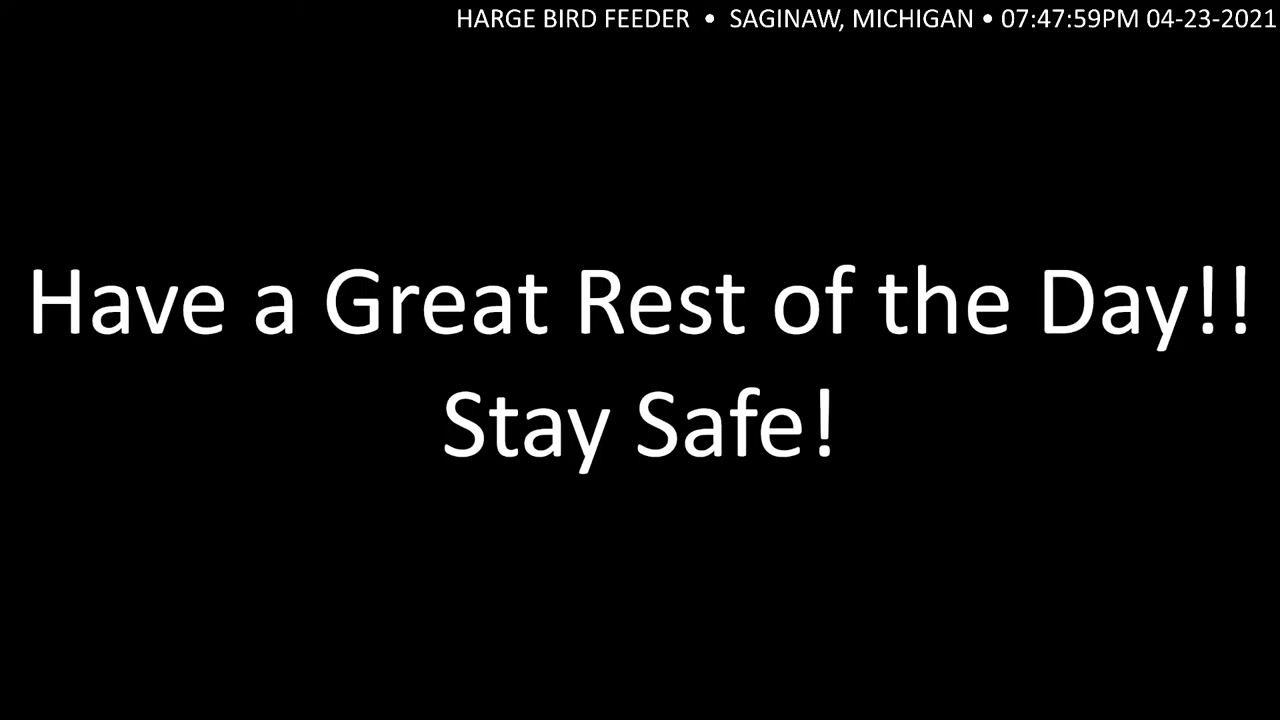 HARGE BIRD FEEDER • SAGINAW, MICHIGAN • 07:47:59PM 04-23-2021
Have a Great Rest of the Day!!
Stay Safe!